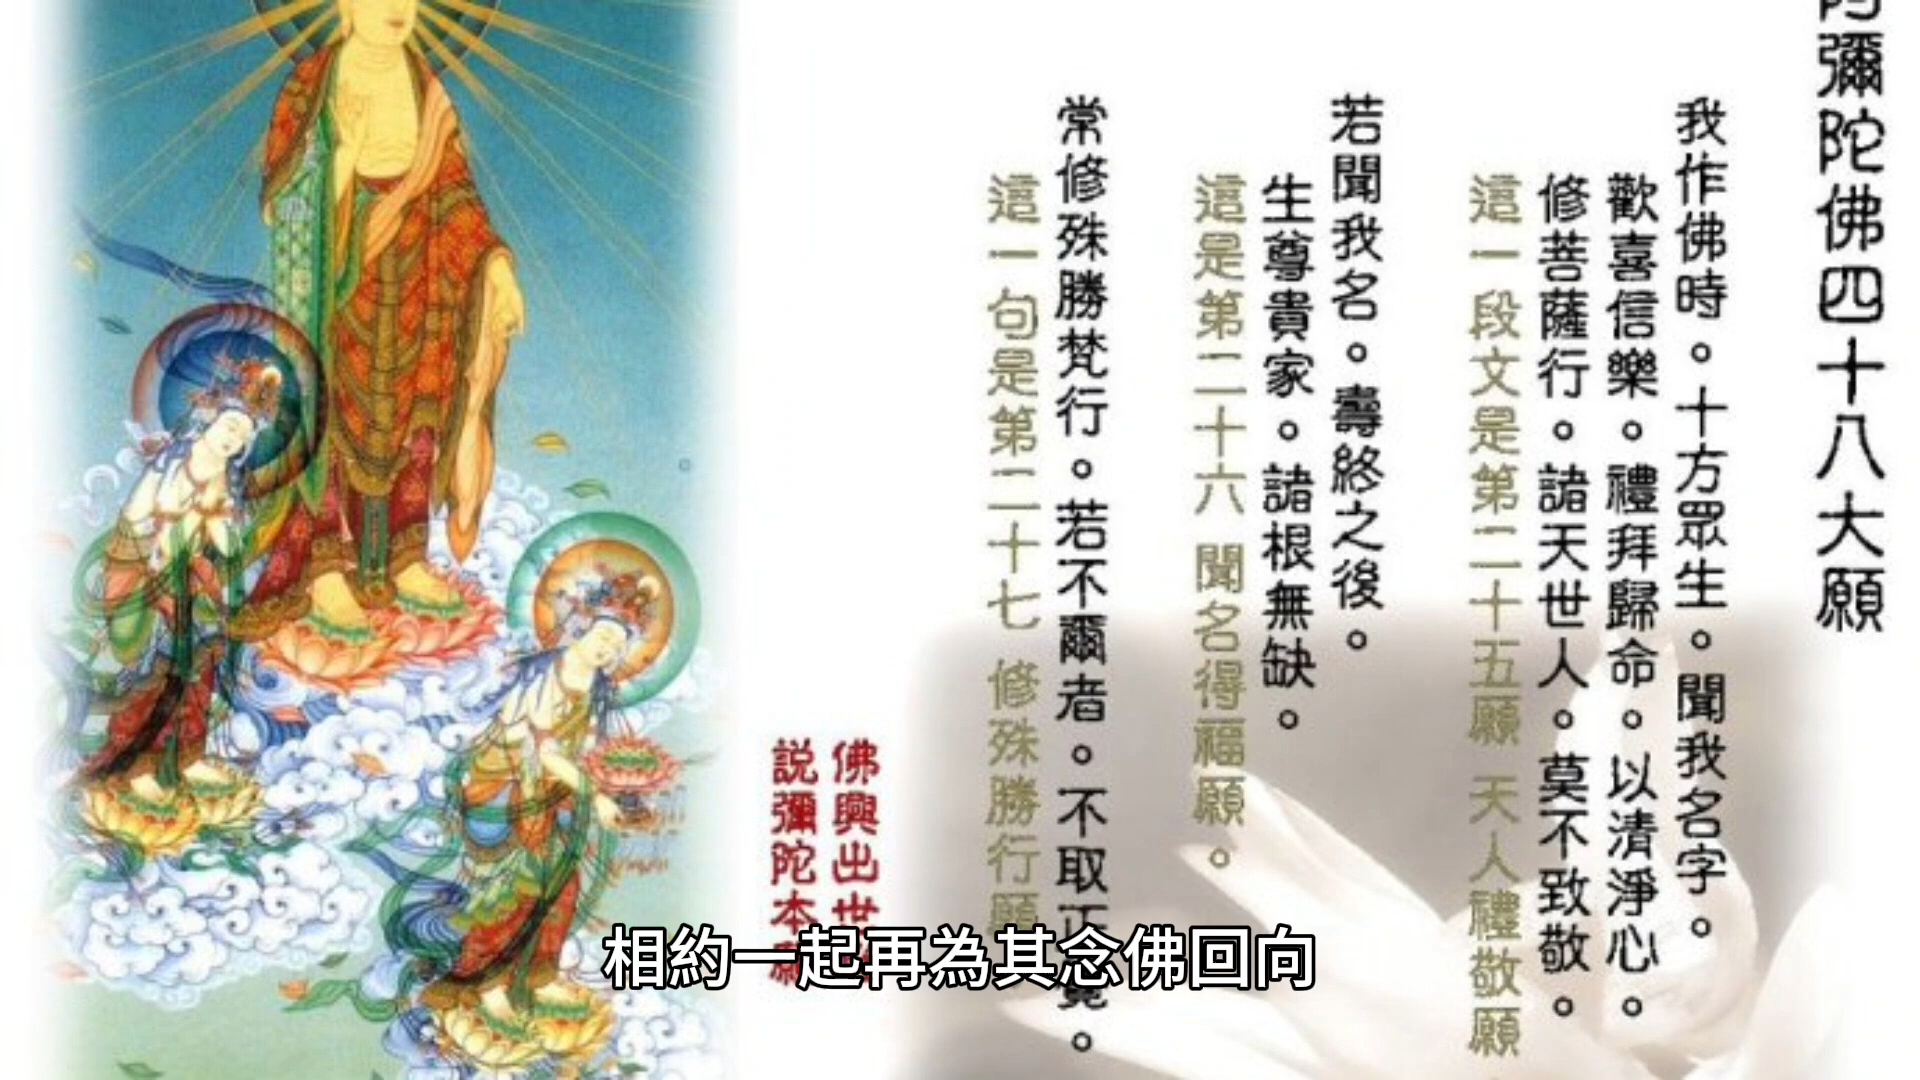 阿彌陀佛四十八大願
我作佛時。十方眾生。聞我名字。
歡喜信樂。禮拜歸命。以清淨心。
修菩薩行。諸天世人。莫不致敬。
這一段文是第二十五願 天人禮敬願
若聞我名。壽終之後。
生尊貴家。諸根無缺。
這是第二十六 聞名得福願。
常修殊勝梵行。若不爾者。不取正覺。
這一句是第二十七 修殊勝行願
佛興出世
説彌陀本願
相約一起再為其念佛回向